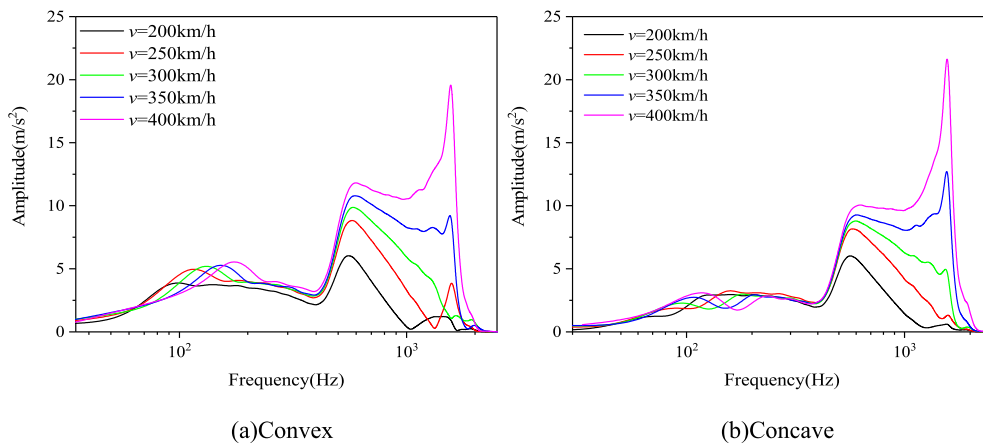 25
20
15
10
5
0
Amplitude(m/s²)
v=200km/h
v=250km/h
v=300km/h
v=350km/h
v=400km/h
10²
10³
Frequency(Hz)
(a)Convex
25
20
15
10
5
0
Amplitude(m/s²)
v=200km/h
v=250km/h
v=300km/h
v=350km/h
v=400km/h
10²
10³
Frequency(Hz)
(b)Concave